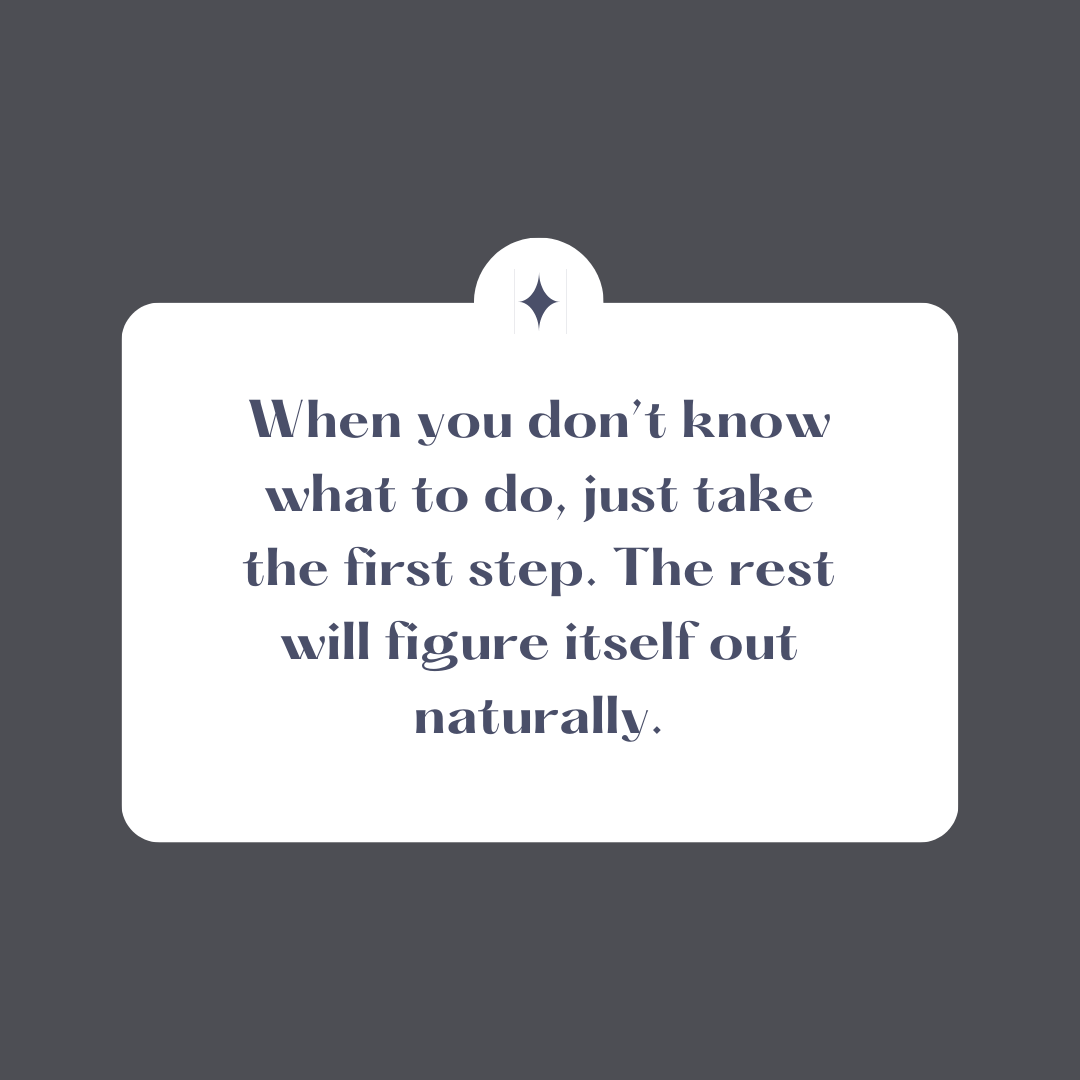 When you don’t know
what to do, just take
the first step. The rest
will figure itself out
naturally.